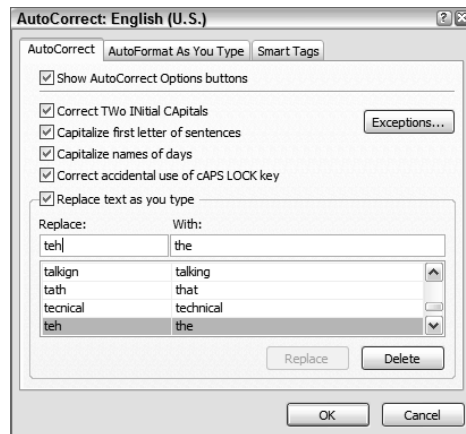 AutoCorrect: English (U.S.)
AutoCorrect AutoFormat As You Type Smart Tags
Show AutoCorrect Options buttons
Correct TWo INitial CApitals
Exceptions...
Capitalize first letter of sentences
Capitalize names of days
Correct accidental use of cAPS LOCK key
Replace text as you type
Replace: With:
teh the
talkign talking
tath that
tecnical technical
teh the
Replace Delete
OK Cancel